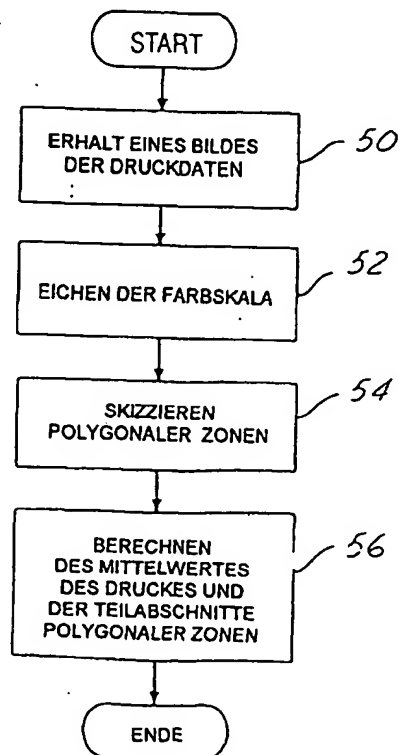 START
ERHALT EINES BILDES
DER DRUCKDATEN
50
EICHEN DER FARBSKALA
52
SKIZZIEREN
POLYGONALER ZONEN
54
BERECHNEN
DES MITTELWERTES
DES DRUCKES UND
DER TEILABSCHNITTE
POLYGONALER ZONEN
56
ENDE